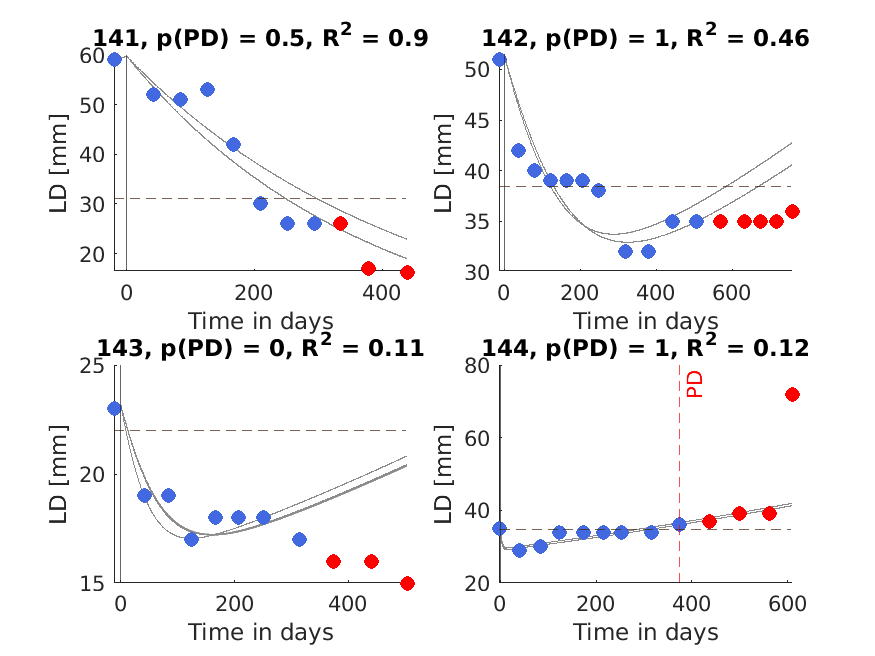 141, p(PD) = 0.5, R² = 0.9
60
50
40
30
20
LD [mm]
0
200
400
Time in days
142, p(PD) = 1, R² = 0.46
50
45
40
35
30
LD [mm]
0
200
400
600
Time in days
143, p(PD) = 0, R² = 0.11
25
20
15
LD [mm]
0
200
400
Time in days
144, p(PD) = 1, R² = 0.12
80
60
40
20
LD [mm]
PD
0
200
400
600
Time in days